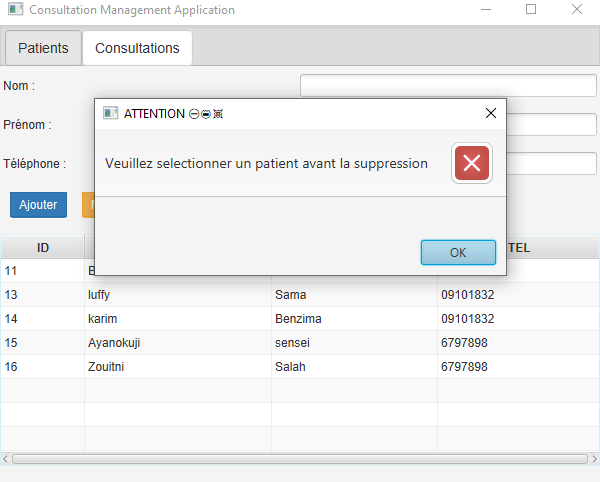 Consultation Management Application
Patients Consultations
Nom :
ATTENTION
Prénom :
Veuillez selectionner un patient avant la suppression
Téléphone :
Ajouter
OK
ID TEL
11
13 luffy Sama 09101832
14 karim Benzima 09101832
15 Ayanokuji sensei 6797898
16 Zouitni Salah 6797898